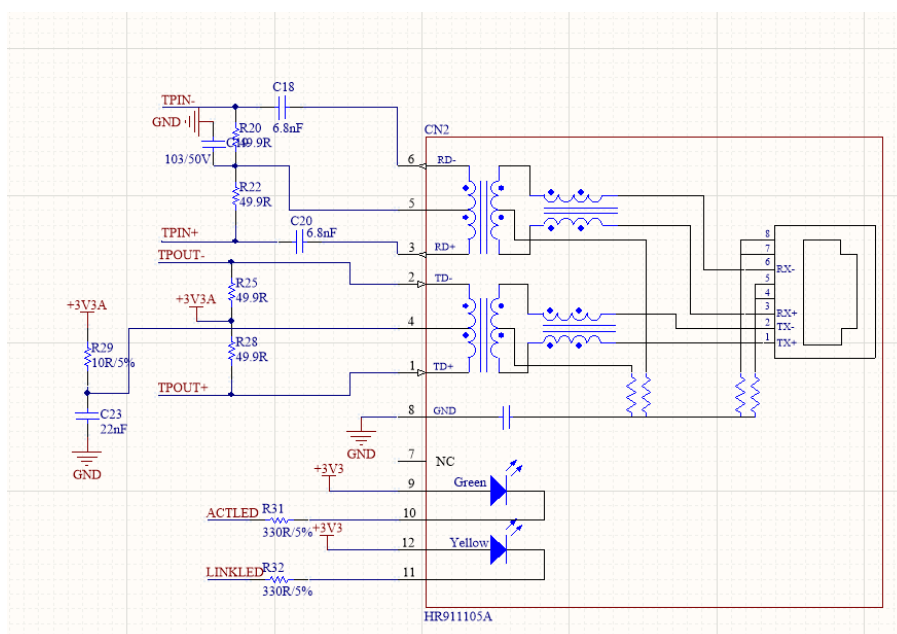 C18
TPIN-
GND
R20
6.8nF
C19
49.9R
CN2
103/50V
6
RD-
R22
49.9R
5
C20
6.8nF
TPIN+
3
RD+
TPOUT-
2
TD-
R25
49.9R
+3V3A
+3V3A
4
R29
10R/5%
R28
49.9R
1
TD+
TPOUT+
C23
22nF
8
GND
GND
GND
7
NC
+3V3
9
Green
ACTLED
R31
330R/5%
10
+3V3
12
Yellow
LINKLED
R32
330R/5%
11
8
7
6
RX-
5
4
3
RX+
2
TX-
1
TX+
HR911105A